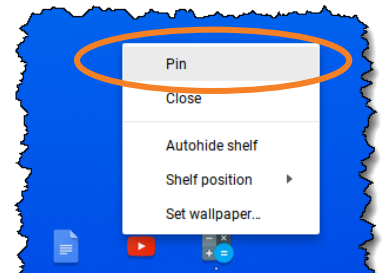 Pin
Close
Autohide shelf
Shelf position
Set wallpaper...